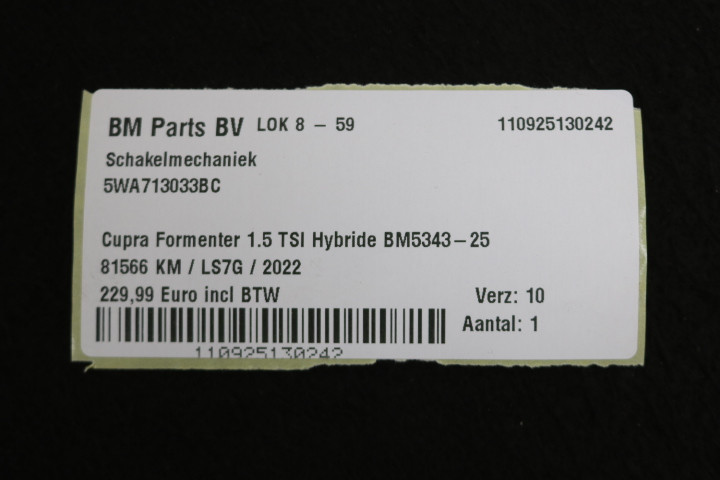 BM Parts BV LOK 8 - 59 110925130242
Schakelmechaniek
5WA713033BC
Cupra Formenter 1.5 TSI Hybride BM5343-25
81566 KM / LS7G / 2022
229,99 Euro incl BTW Verz: 10
Aantal: 1
110925130242